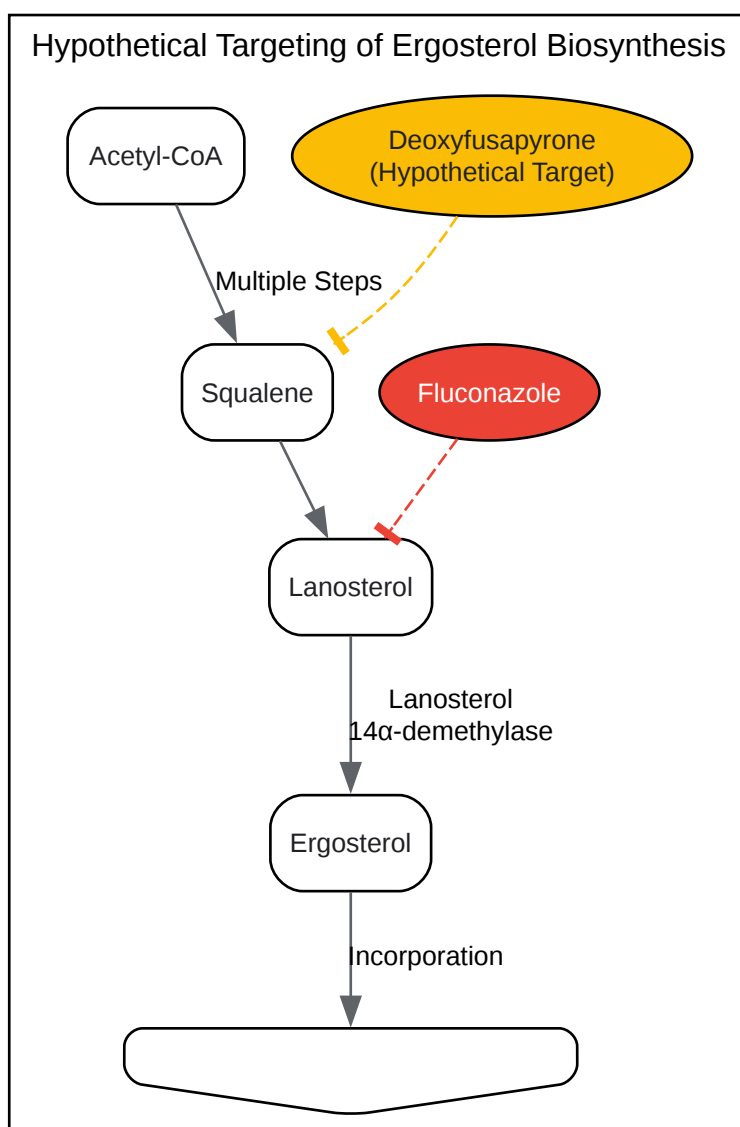 Hypothetical Targeting of Ergosterol Biosynthesis
Acetyl-CoA
Deoxyfusapyrone
(Hypothetical Target)
Multiple Steps
Squalene
Fluconazole
Lanosterol
Lanosterol
14α-demethylase
Ergosterol
Incorporation